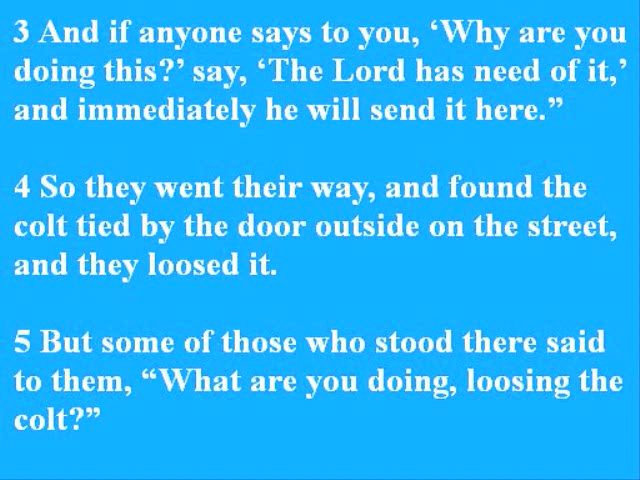 3 And if anyone says to you, ‘Why are you
doing this?’ say, ‘The Lord has need of it,’
and immediately he will send it here.”
4 So they went their way, and found the
colt tied by the door outside on the street,
and they loosed it.
5 But some of those who stood there said
to them, “What are you doing, loosing the
colt?”